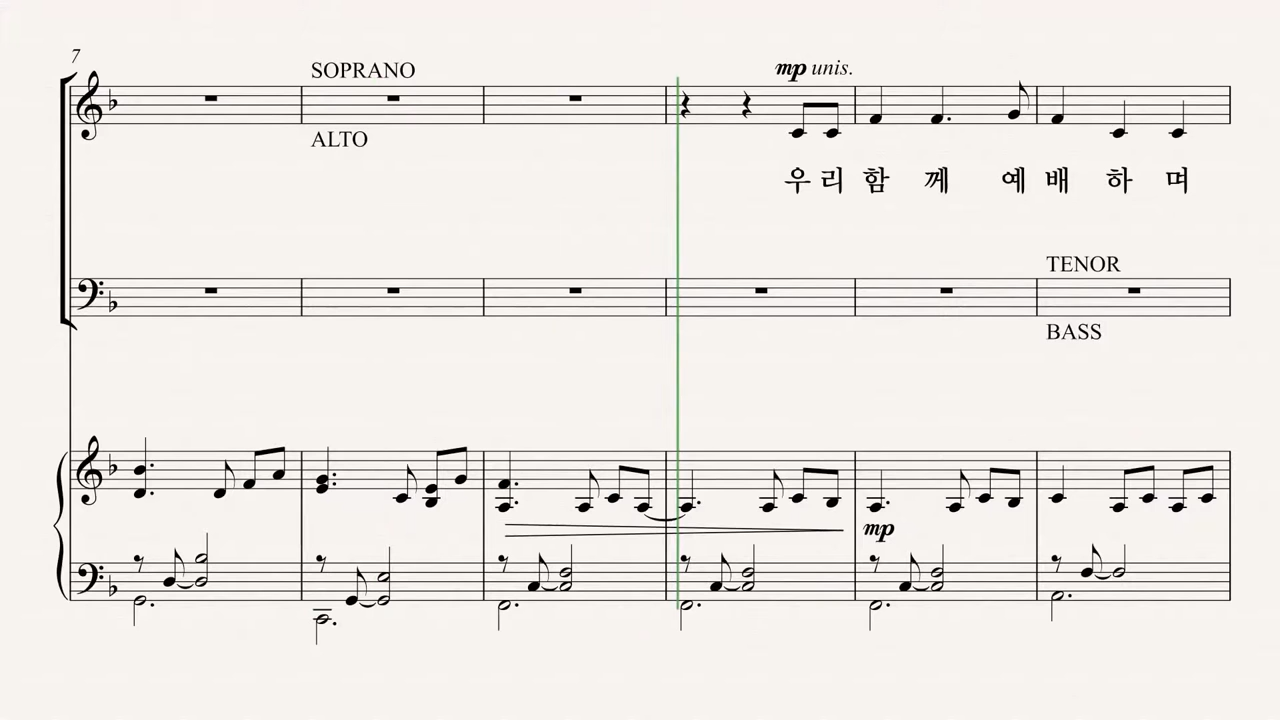 7
SOPRANO
mp unis.
ALTO
우리 함 께 예 배 하 며
TENOR
BASS
mp